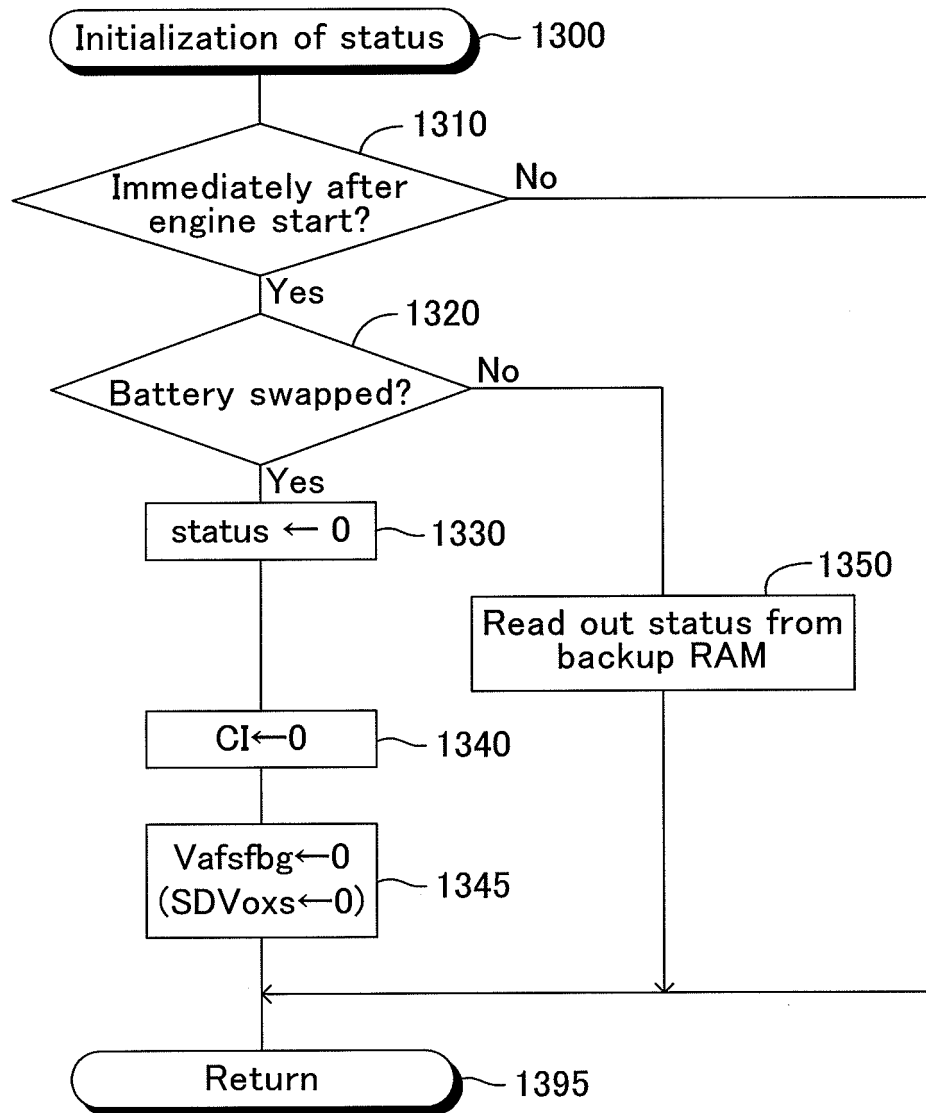 Initialization of status
1300
1310
Immediately after
engine start?
No
Yes
1320
Battery swapped?
No
Yes
status ← 0
1330
1350
Read out status from
backup RAM
CI←0
1340
Vafsfbg←0
(SDVoxs←0)
1345
Return
1395